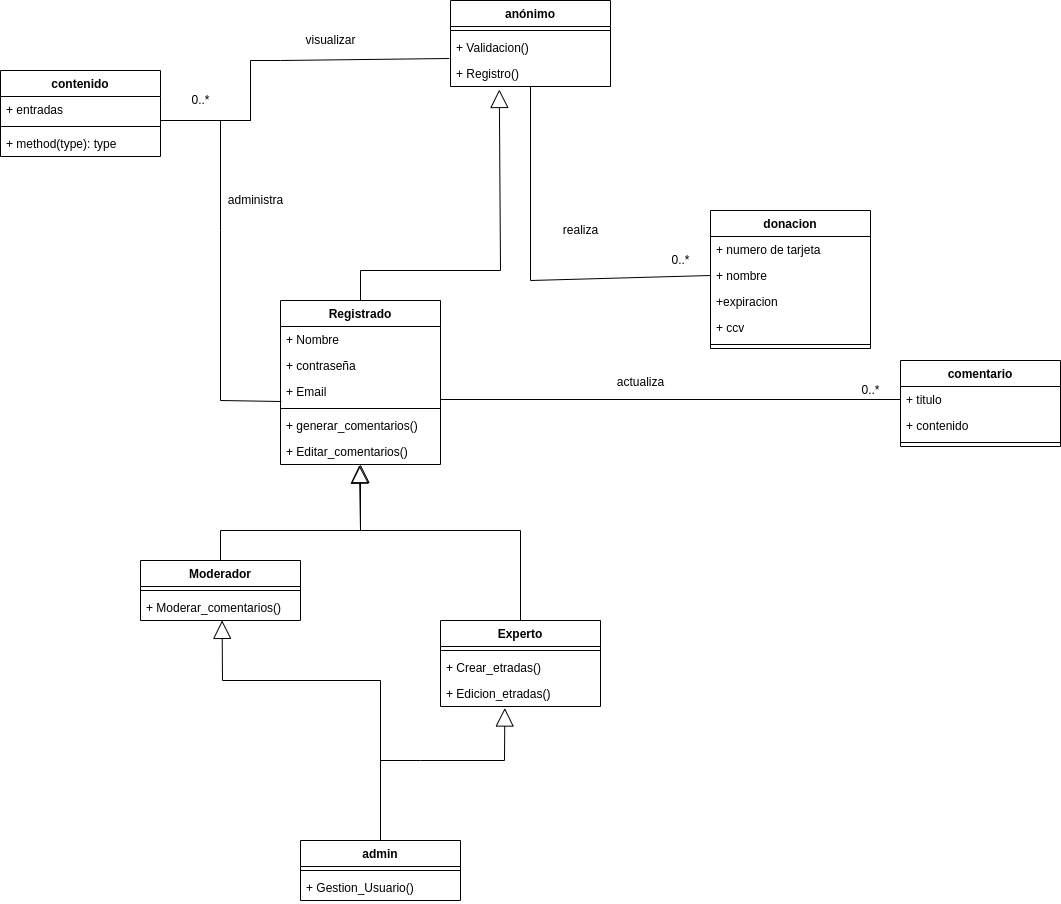 anónimo
+ Validacion()
+ Registro()
visualizar
contenido
+ entradas
+ method(type): type
0..*
administra
realiza
0..*
donacion
+ numero de tarjeta
+ nombre
+expiracion
+ ccv
Registrado
+ Nombre
+ contraseña
+ Email
+ generar_comentarios()
+ Editar_comentarios()
actualiza
0..*
comentario
+ titulo
+ contenido
Moderador
+ Moderar_comentarios()
Experto
+ Crear_etradas()
+ Edicion_etradas()
admin
+ Gestion_Usuario()